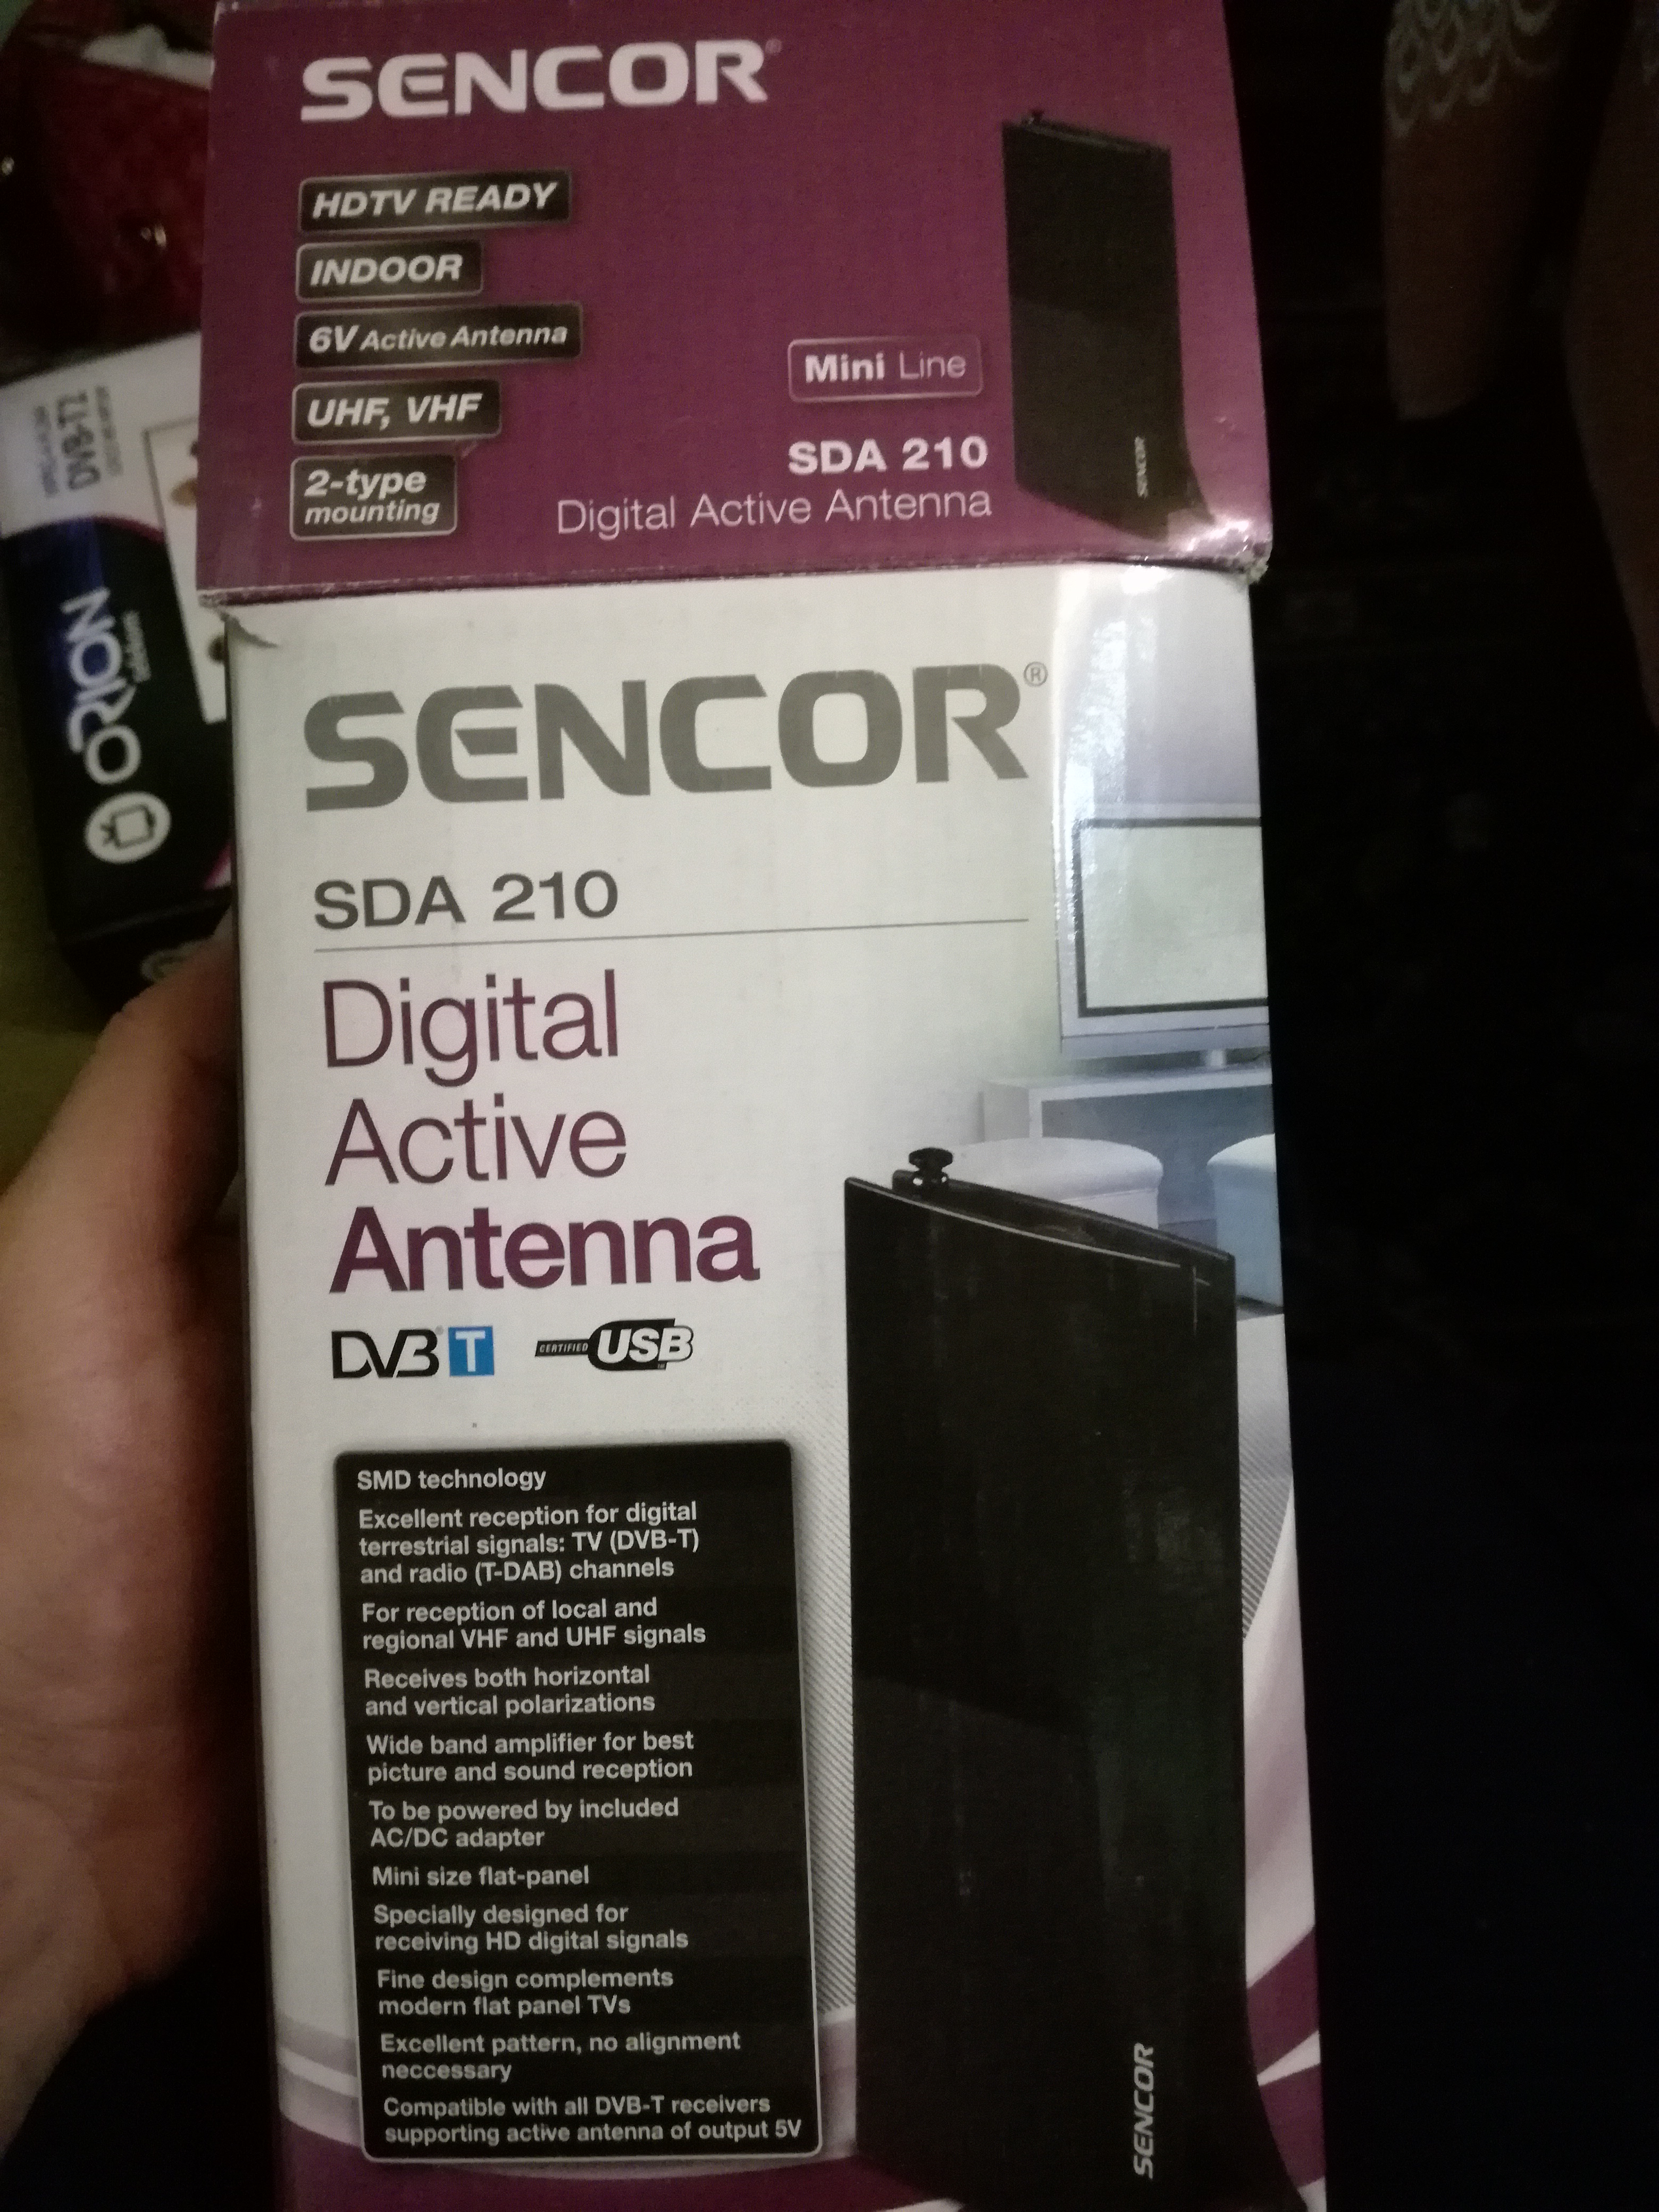 SENCOR®
HDTV READY
INDOOR
6V Active Antenna
UHF, VHF
2-type
mounting
Mini Line
SDA 210
Digital Active Antenna
SENCOR
SENCOR®
SDA 210
Digital
Active
Antenna
DVB® T
CERTIFIED USB
SMD technology
Excellent reception for digital
terrestrial signals: TV (DVB-T)
and radio (T-DAB) channels
For reception of local and
regional VHF and UHF signals
Receives both horizontal
and vertical polarizations
Wide band amplifier for best
picture and sound reception
To be powered by included
AC/DC adapter
Mini size flat-panel
Specially designed for
receiving HD digital signals
Fine design complements
modern flat panel TVs
Excellent pattern, no alignment
neccessary
Compatible with all DVB-T receivers
supporting active antenna of output 5V
SENCOR
DVB-T2
ORION